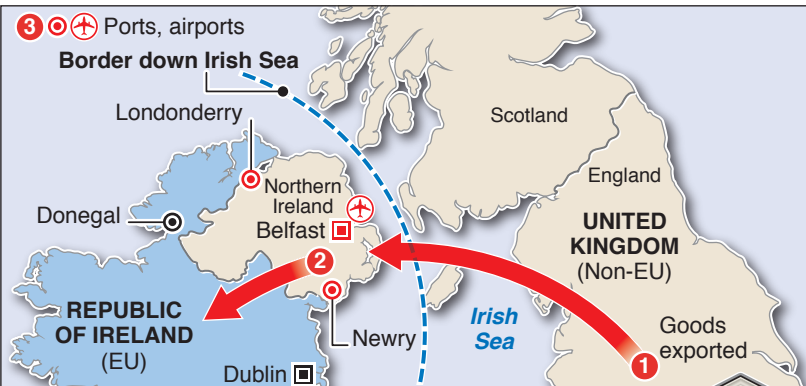 3 Ports, airports
Border down Irish Sea
Londonderry
Scotland
England
Northern
Ireland
Donegal
Belfast
UNITED
KINGDOM
(Non-EU)
2
REPUBLIC
OF IRELAND
(EU)
Newry
Irish
Sea
Goods
exported
1
Dublin